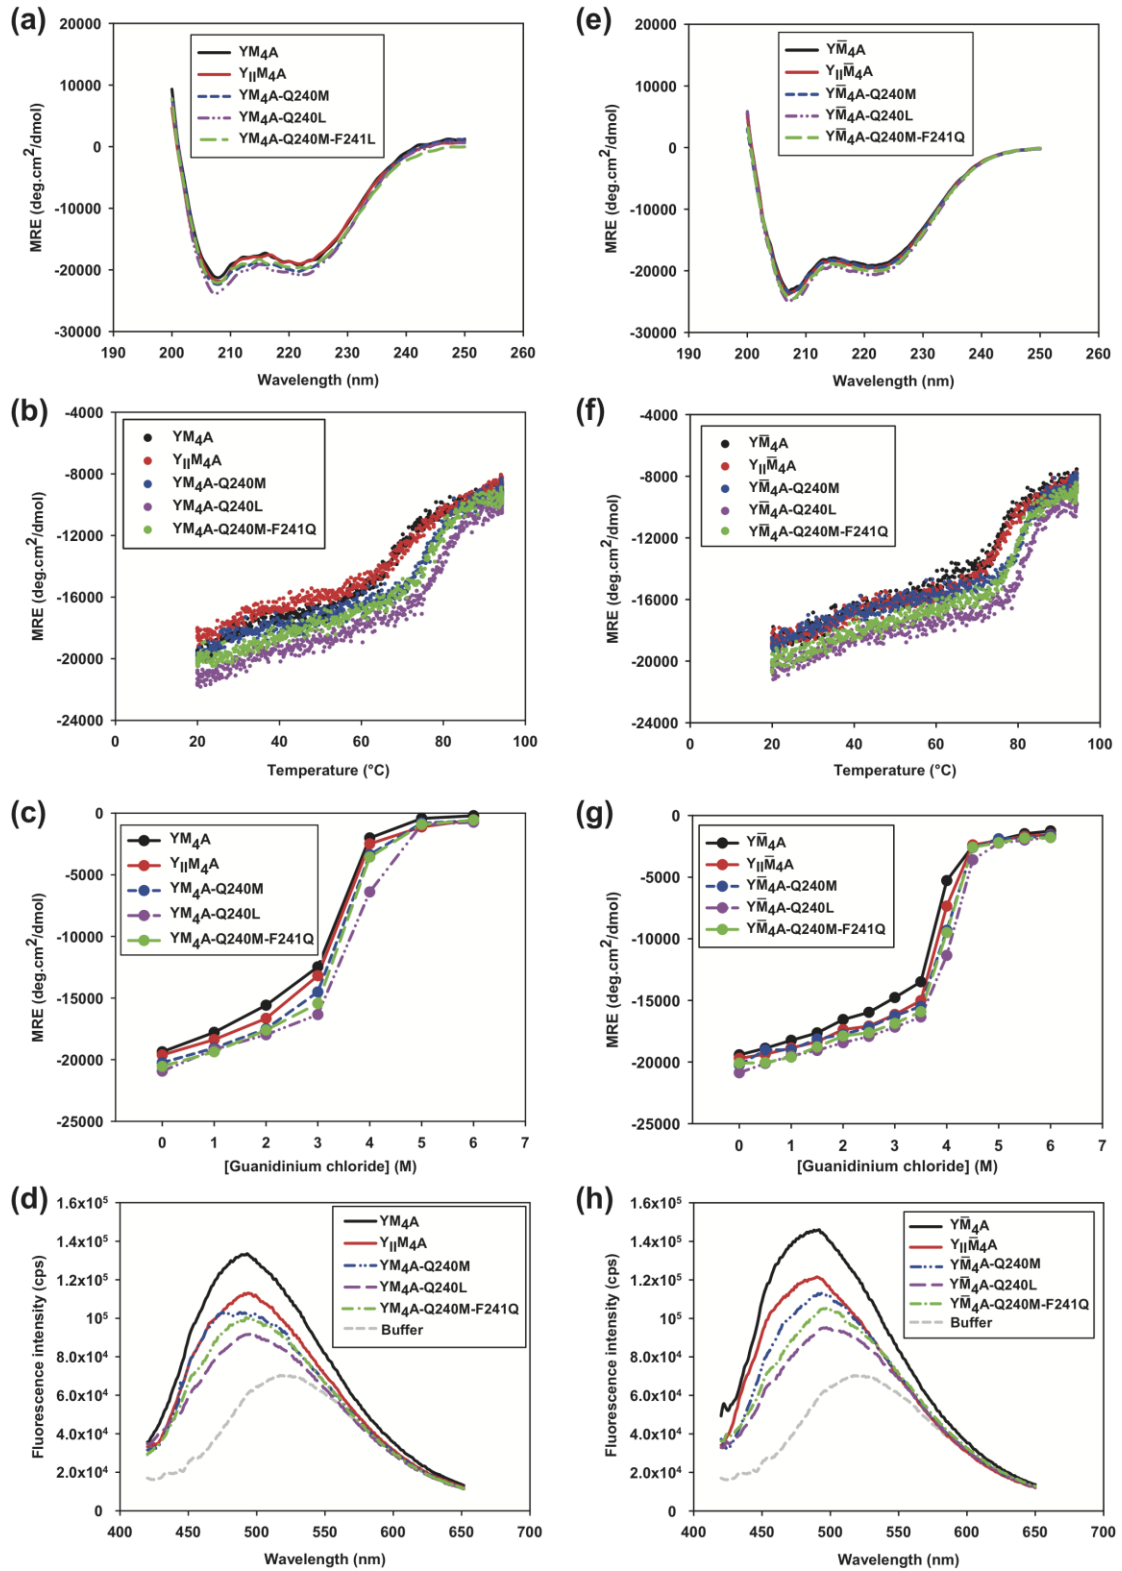 (a)
20000
10000
0
-10000
-20000
-30000
MRE (deg.cm²/dmol)
YM₄A
Y_IIM₄A
YM₄A-Q240M
YM₄A-Q240L
YM₄A-Q240M-F241L
190 200 210 220 230 240 250 260
Wavelength (nm)
(e)
20000
10000
0
-10000
-20000
-30000
MRE (deg.cm²/dmol)
YM̅₄A
Y_IIM̅₄A
YM̅₄A-Q240M
YM̅₄A-Q240L
YM̅₄A-Q240M-F241Q
190 200 210 220 230 240 250 260
Wavelength (nm)
(b)
-4000
-8000
-12000
-16000
-20000
-24000
MRE (deg.cm²/dmol)
YM₄A
Y_IIM₄A
YM₄A-Q240M
YM₄A-Q240L
YM₄A-Q240M-F241Q
0 20 40 60 80 100
Temperature (°C)
(f)
-4000
-8000
-12000
-16000
-20000
-24000
MRE (deg.cm²/dmol)
YM̅₄A
Y_IIM̅₄A
YM̅₄A-Q240M
YM̅₄A-Q240L
YM̅₄A-Q240M-F241Q
0 20 40 60 80 100
Temperature (°C)
(c)
0
-5000
-10000
-15000
-20000
-25000
MRE (deg.cm²/dmol)
YM₄A
Y_IIM₄A
YM₄A-Q240M
YM₄A-Q240L
YM₄A-Q240M-F241Q
0 1 2 3 4 5 6 7
[Guanidinium chloride] (M)
(g)
0
-5000
-10000
-15000
-20000
-25000
MRE (deg.cm²/dmol)
YM̅₄A
Y_IIM̅₄A
YM̅₄A-Q240M
YM̅₄A-Q240L
YM̅₄A-Q240M-F241Q
0 1 2 3 4 5 6 7
[Guanidinium chloride] (M)
(d)
1.6x10⁵
1.4x10⁵
1.2x10⁵
10⁵
8.0x10⁴
6.0x10⁴
4.0x10⁴
2.0x10⁴
0
Fluorescence intensity (cps)
YM₄A
Y_IIM₄A
YM₄A-Q240M
YM₄A-Q240L
YM₄A-Q240M-F241Q
Buffer
400 450 500 550 600 650 700
Wavelength (nm)
(h)
1.6x10⁵
1.4x10⁵
1.2x10⁵
10⁵
8.0x10⁴
6.0x10⁴
4.0x10⁴
2.0x10⁴
0
Fluorescence intensity (cps)
YM̅₄A
Y_IIM̅₄A
YM̅₄A-Q240M
YM̅₄A-Q240L
YM̅₄A-Q240M-F241Q
Buffer
400 450 500 550 600 650 700
Wavelength (nm)